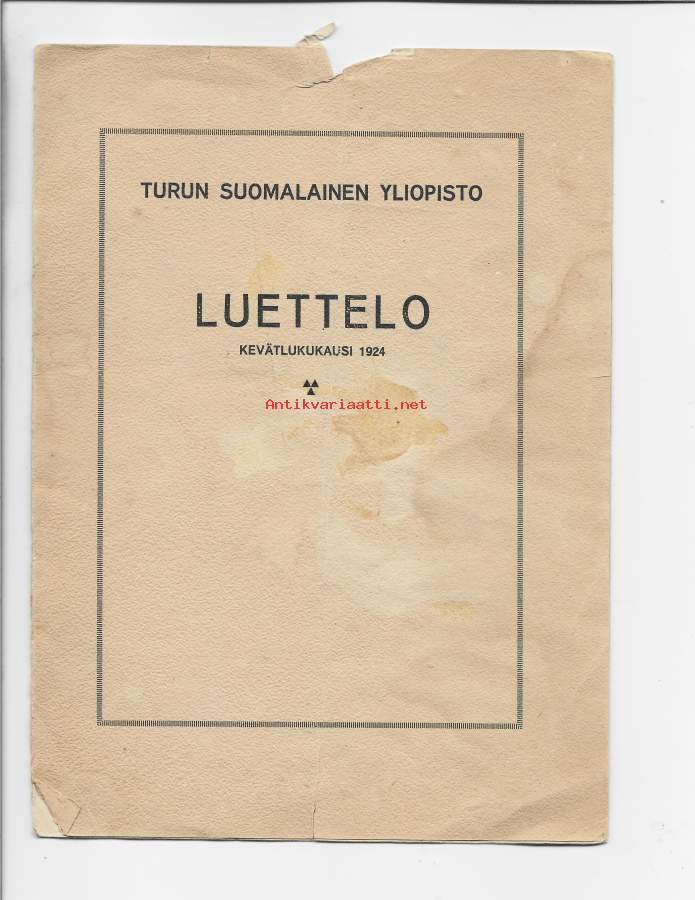 TURUN SUOMALAINEN YLIOPISTO
LUETTELO
KEVÄTLUKUKAUSI 1924
Antikvariaatti.net